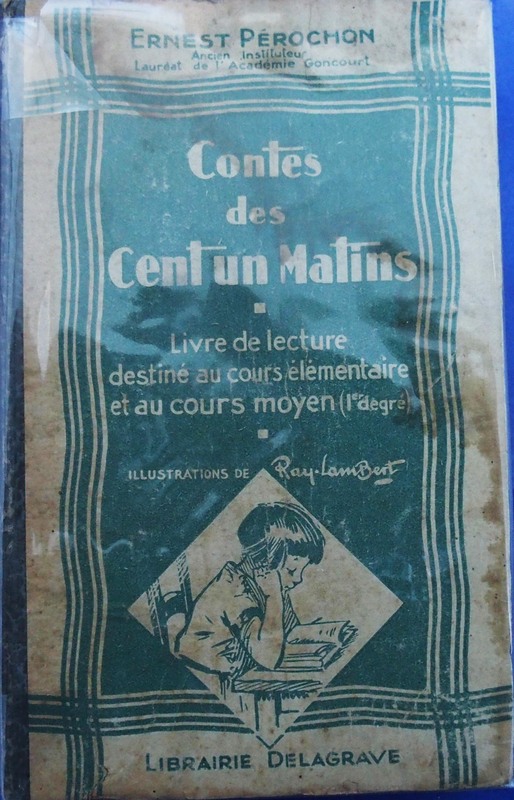 ERNEST PÉROCHON
Ancien Instituteur
Lauréat de l'Académie Goncourt
Contes
des
Cent un Matins
Livre de lecture
destiné au cours élémentaire
et au cours moyen (1er degré)
ILLUSTRATIONS DE Ray-Lambert
LIBRAIRIE DELAGRAVE